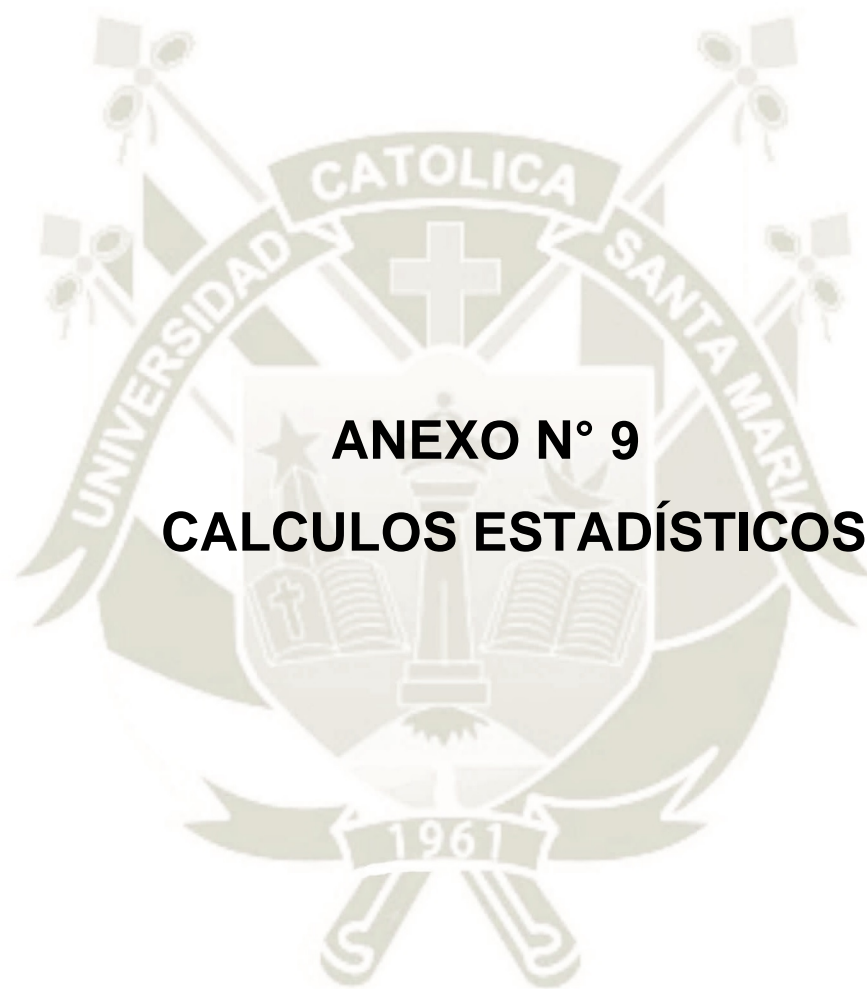 UNIVERSIDAD CATOLICA SANTA MARIA
ANEXO N° 9
CALCULOS ESTADÍSTICOS
1961